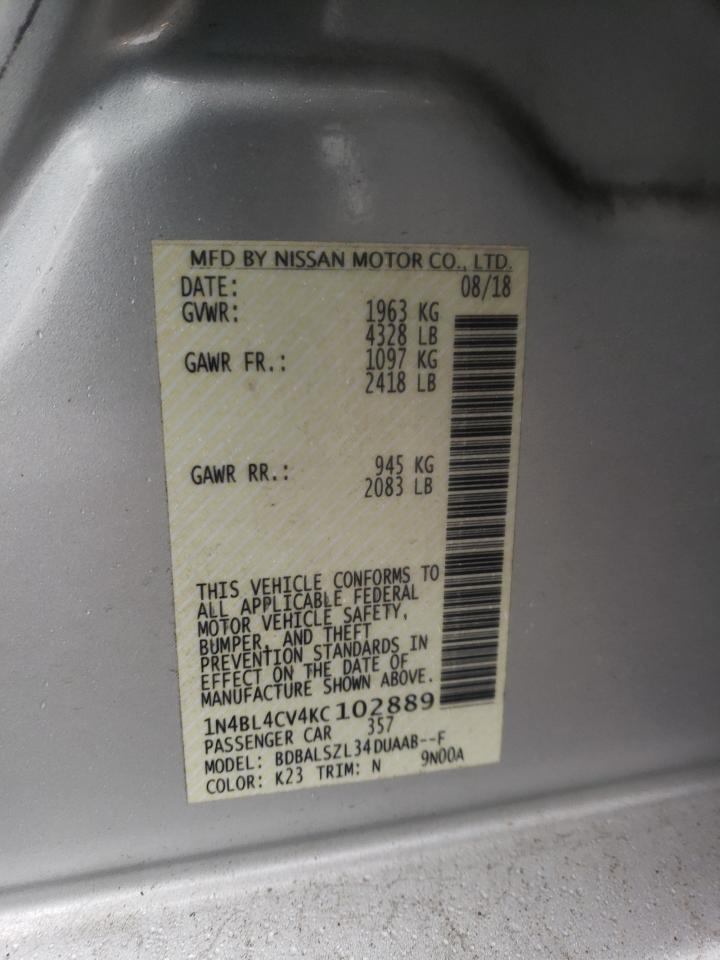 MFD BY NISSAN MOTOR CO., LTD.
DATE: 08/18
GVWR: 1963 KG
4328 LB
GAWR FR.: 1097 KG
2418 LB
GAWR RR.: 945 KG
2083 LB
THIS VEHICLE CONFORMS TO
ALL APPLICABLE FEDERAL
MOTOR VEHICLE SAFETY,
BUMPER, AND THEFT
PREVENTION STANDARDS IN
EFFECT ON THE DATE OF
MANUFACTURE SHOWN ABOVE.
1N4BL4CV4KC102889
PASSENGER CAR 357
MODEL: BDBALSZL34DUAAB--F
COLOR: K23 TRIM: N 9N00A